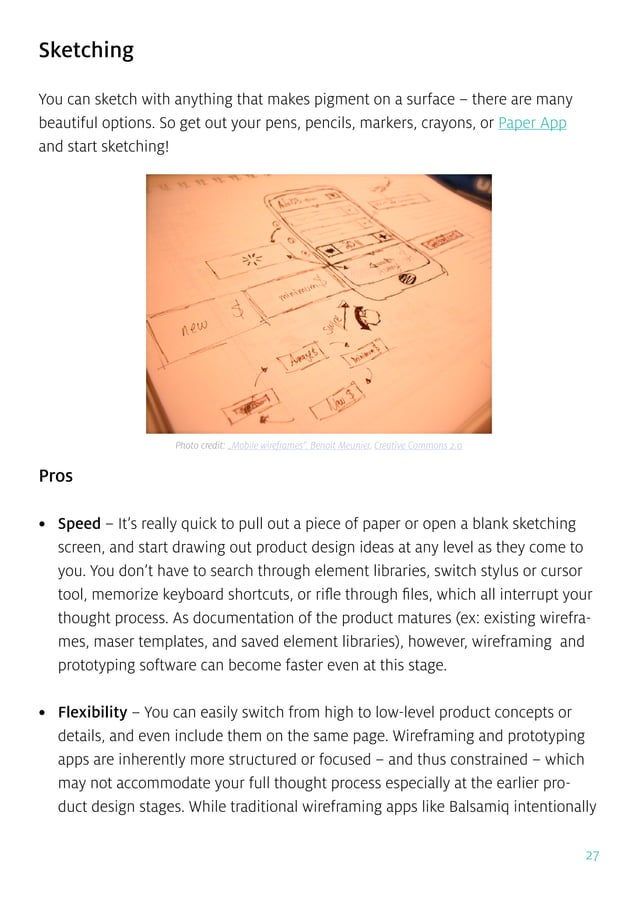 Sketching
You can sketch with anything that makes pigment on a surface – there are many
beautiful options. So get out your pens, pencils, markers, crayons, or Paper App
and start sketching!
new
$
minimum$
swipe
Always
minimum $
New $
Photo credit: „Mobile wireframes”, Benoit Meunier, Creative Commons 2.0
Pros
• Speed – It’s really quick to pull out a piece of paper or open a blank sketching
screen, and start drawing out product design ideas at any level as they come to
you. You don’t have to search through element libraries, switch stylus or cursor
tool, memorize keyboard shortcuts, or rifle through files, which all interrupt your
thought process. As documentation of the product matures (ex: existing wirefra-
mes, maser templates, and saved element libraries), however, wireframing  and
prototyping software can become faster even at this stage.
• Flexibility – You can easily switch from high to low-level product concepts or
details, and even include them on the same page. Wireframing and prototyping
apps are inherently more structured or focused – and thus constrained – which
may not accommodate your full thought process especially at the earlier pro-
duct design stages. While traditional wireframing apps like Balsamiq intentionally
27